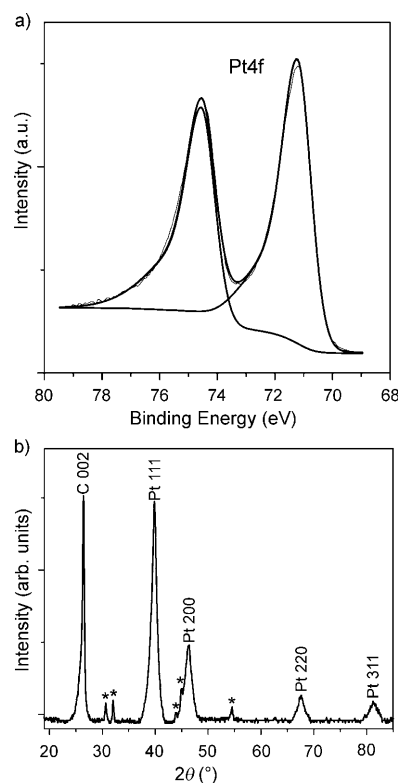 a)
Pt4f
Intensity (a.u.)
80 78 76 74 72 70 68
Binding Energy (eV)
b)
C 002
Pt 111
Pt 200
Pt 220
Pt 311
* * * * *
Intensity (arb. units)
20 30 40 50 60 70 80
2θ (°)